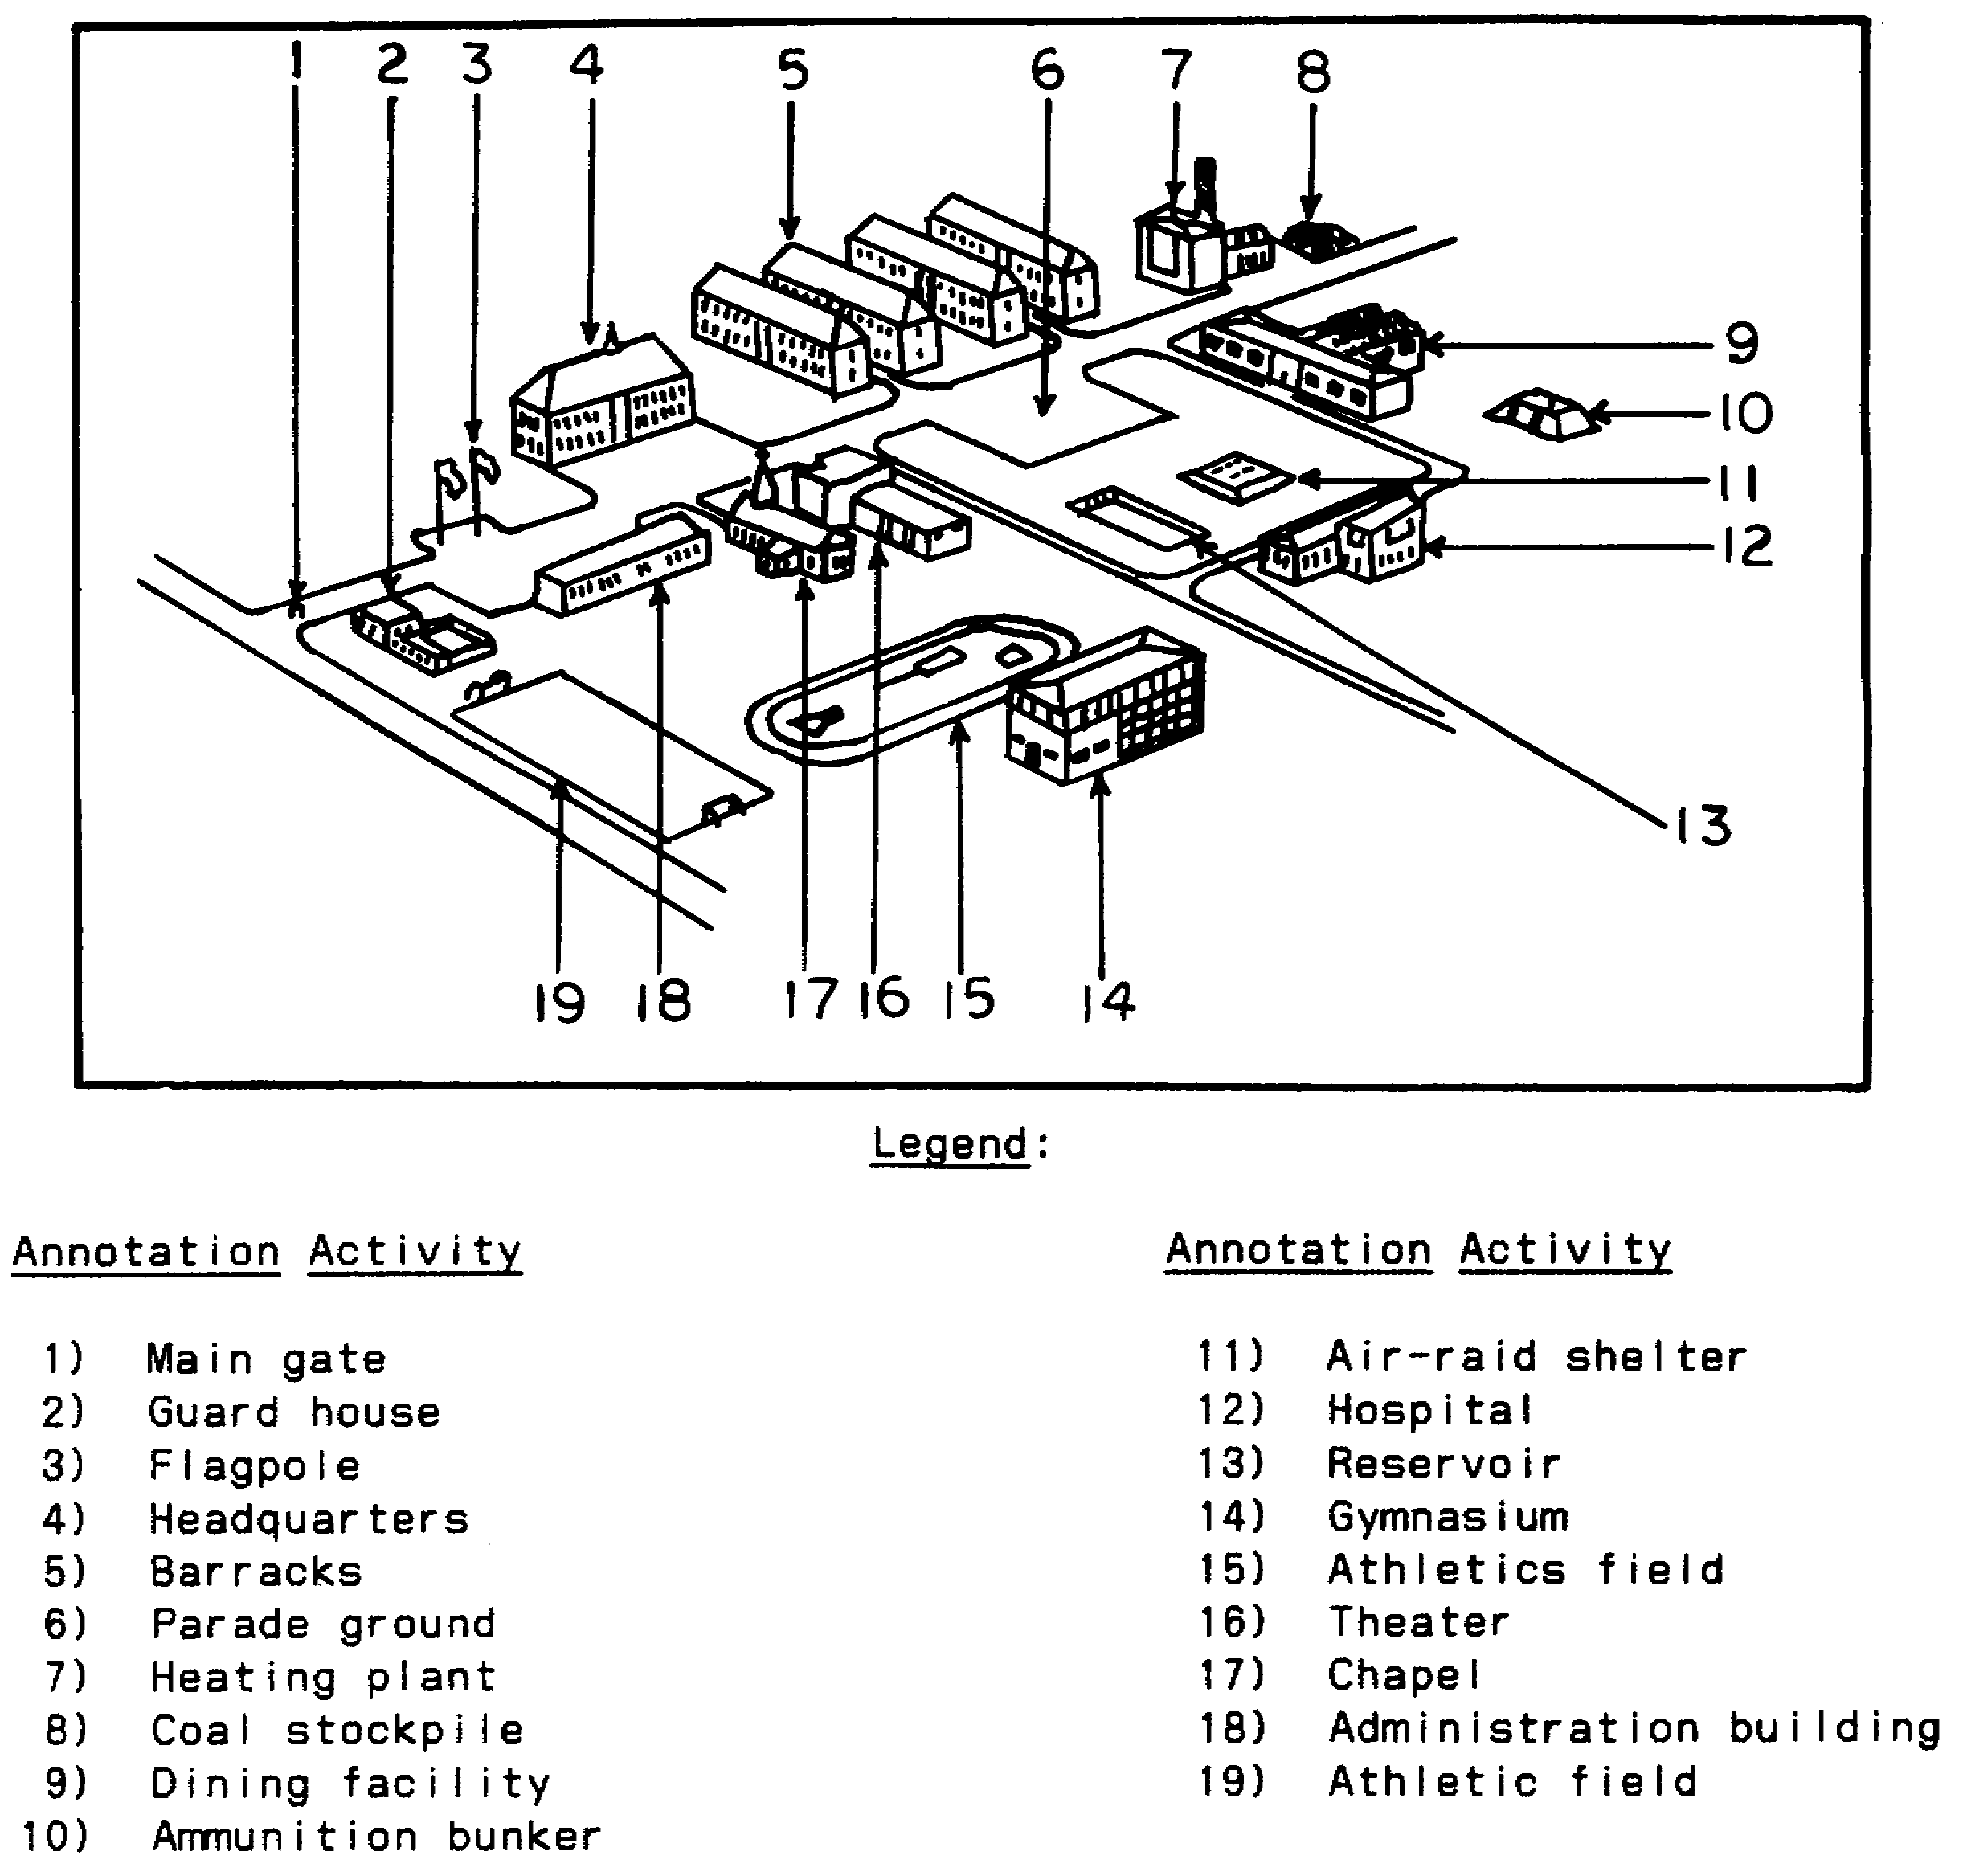 1 2 3 4 5 6 7 8
9
10
11
12
13
19 18 17 16 15 14
Legend:
Annotation Activity
1) Main gate
2) Guard house
3) Flagpole
4) Headquarters
5) Barracks
6) Parade ground
7) Heating plant
8) Coal stockpile
9) Dining facility
10) Ammunition bunker
Annotation Activity
11) Air-raid shelter
12) Hospital
13) Reservoir
14) Gymnasium
15) Athletics field
16) Theater
17) Chapel
18) Administration building
19) Athletic field